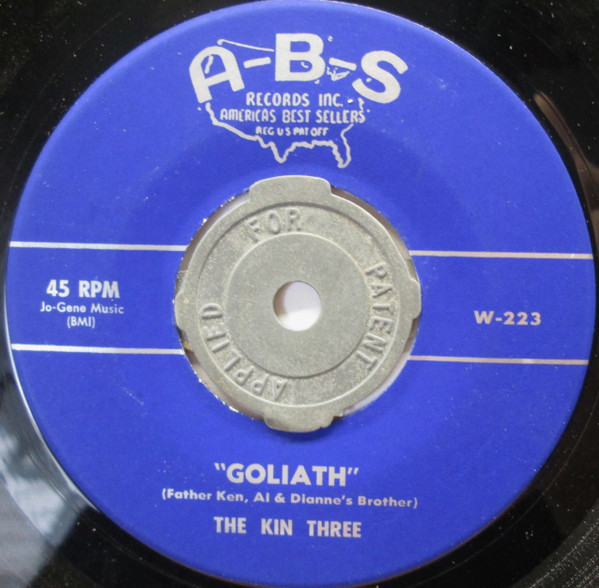 A-B-S
RECORDS INC.
AMERICAS BEST SELLERS
REG U S PAT OFF
45 RPM
Jo-Gene Music
(BMI)
W-223
APPLIED FOR PATENT
"GOLIATH"
(Father Ken, Al & Dianne's Brother)
THE KIN THREE